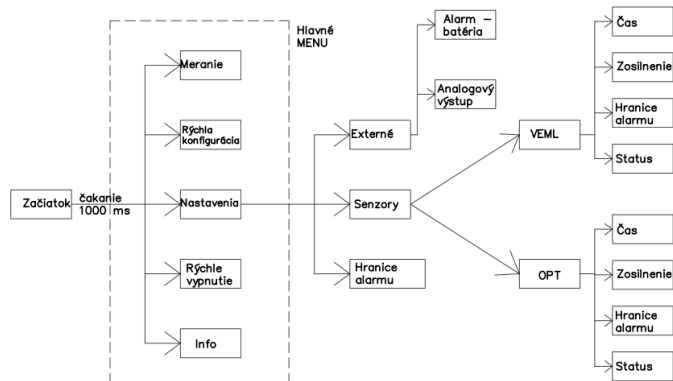 Začiatok
čakanie
1000 ms
Hlavné
MENU
Meranie
Rýchla
konfigurácia
Nastavenia
Rýchle
vypnutie
Info
Externé
Senzory
Hranice
alarmu
Alarm –
batéria
Analogový
výstup
VEML
Čas
Zosilnenie
Hranice
alarmu
Status
OPT
Čas
Zosilnenie
Hranice
alarmu
Status